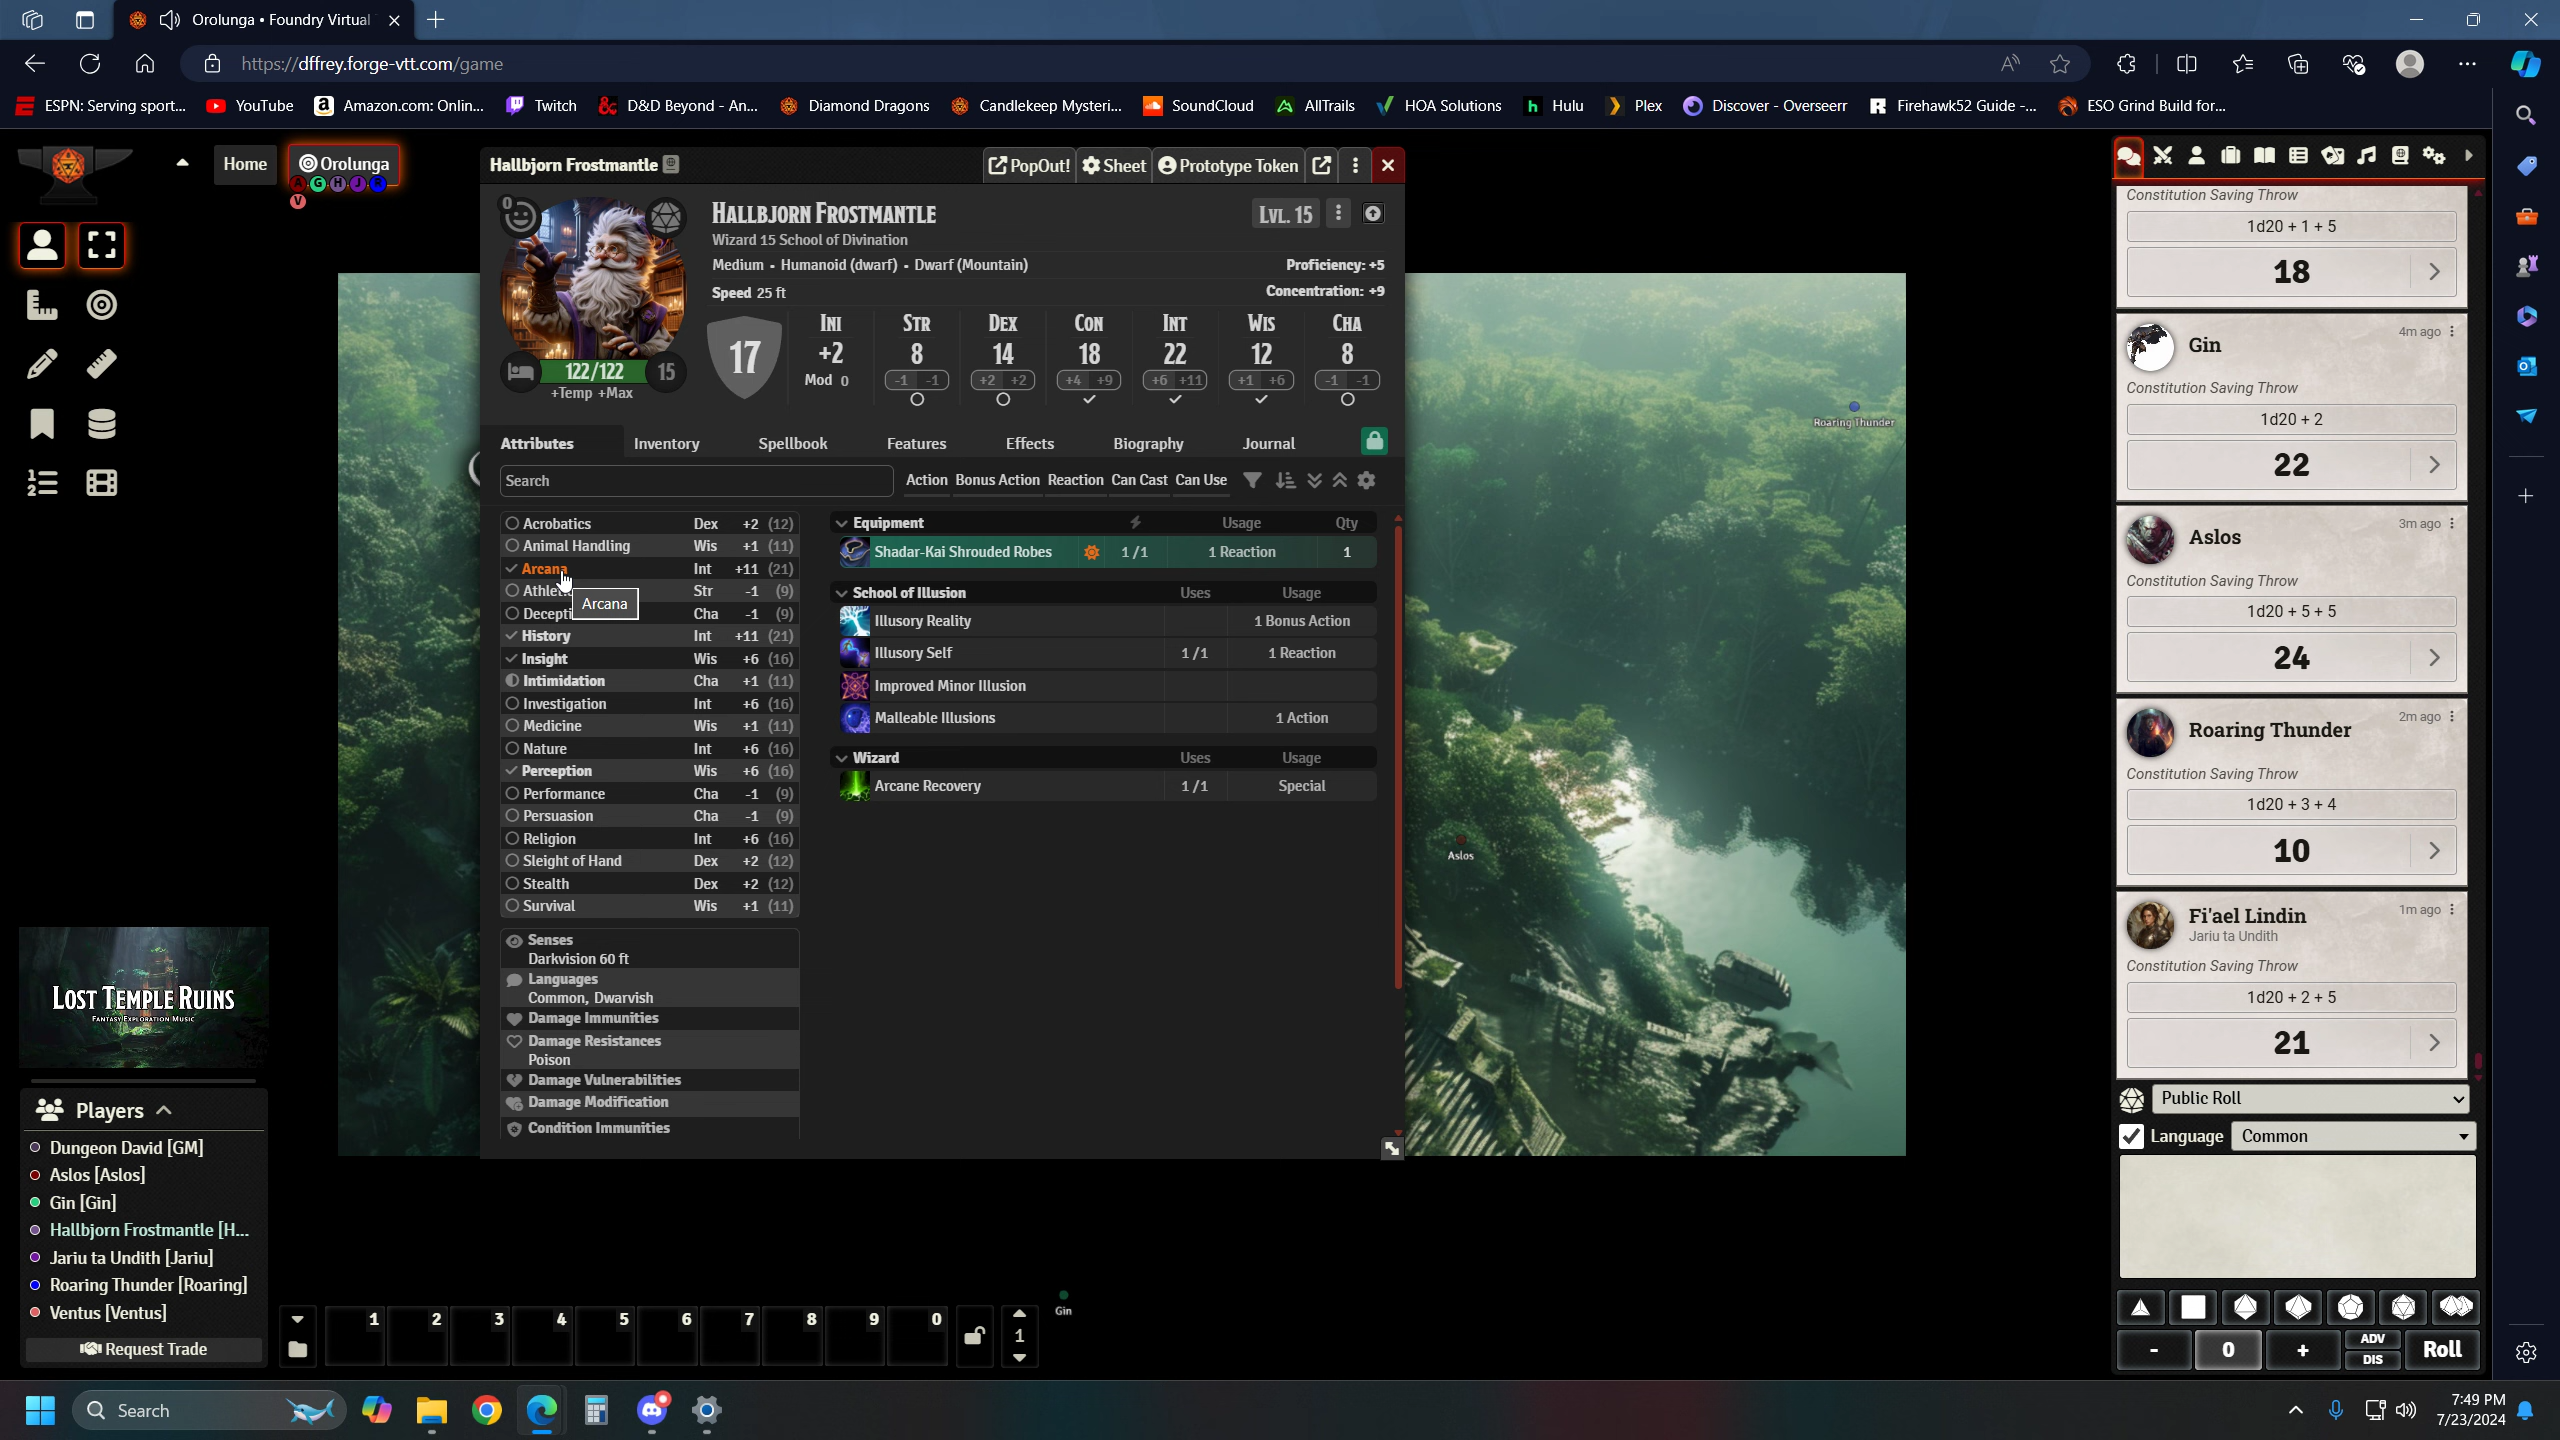 Orolunga • Foundry Virtual
https://dffrey.forge-vtt.com/game
ESPN: Serving sport...
YouTube
Amazon.com: Onlin...
Twitch
D&D Beyond - An...
Diamond Dragons
Candlekeep Mysteri...
SoundCloud
AllTrails
HOA Solutions
Hulu
Plex
Discover - Overseerr
Firehawk52 Guide -...
ESO Grind Build for...
Home
Orolunga
A G H J R
V
Hallbjorn Frostmantle
PopOut!
Sheet
Prototype Token
0
HALLBJORN FROSTMANTLE
LVL. 15
Wizard 15 School of Divination
Medium • Humanoid (dwarf) • Dwarf (Mountain)
Proficiency: +5
Speed 25 ft
Concentration: +9
122/122
15
+Temp +Max
17
INI STR DEX CON INT WIS CHA
+2 8 14 18 22 12 8
Mod 0 -1 -1 +2 +2 +4 +9 +6 +11 +1 +6 -1 -1
Attributes Inventory Spellbook Features Effects Biography Journal
Search
Action Bonus Action Reaction Can Cast Can Use
Acrobatics Dex +2 (12)
Animal Handling Wis +1 (11)
Arcana Int +11 (21)
Athle Str -1 (9)
Decepti Cha -1 (9)
Arcana
History Int +11 (21)
Insight Wis +6 (16)
Intimidation Cha +1 (11)
Investigation Int +6 (16)
Medicine Wis +1 (11)
Nature Int +6 (16)
Perception Wis +6 (16)
Performance Cha -1 (9)
Persuasion Cha -1 (9)
Religion Int +6 (16)
Sleight of Hand Dex +2 (12)
Stealth Dex +2 (12)
Survival Wis +1 (11)
Senses
Darkvision 60 ft
Languages
Common, Dwarvish
Damage Immunities
Damage Resistances
Poison
Damage Vulnerabilities
Damage Modification
Condition Immunities
Equipment Usage Qty
Shadar-Kai Shrouded Robes 1 / 1 1 Reaction 1
School of Illusion Uses Usage
Illusory Reality 1 Bonus Action
Illusory Self 1 / 1 1 Reaction
Improved Minor Illusion
Malleable Illusions 1 Action
Wizard Uses Usage
Arcane Recovery 1 / 1 Special
Roaring Thunder
Aslos
Gin
LOST TEMPLE RUINS
FANTASY EXPLORATION MUSIC
Players
Dungeon David [GM]
Aslos [Aslos]
Gin [Gin]
Hallbjorn Frostmantle [H...
Jariu ta Undith [Jariu]
Roaring Thunder [Roaring]
Ventus [Ventus]
Request Trade
1 2 3 4 5 6 7 8 9 0
1
Constitution Saving Throw
1d20 + 1 + 5
18
Gin
4m ago
Constitution Saving Throw
1d20 + 2
22
Aslos
3m ago
Constitution Saving Throw
1d20 + 5 + 5
24
Roaring Thunder
2m ago
Constitution Saving Throw
1d20 + 3 + 4
10
Fi'ael Lindin
1m ago
Jariu ta Undith
Constitution Saving Throw
1d20 + 2 + 5
21
Public Roll
Language
Common
- 0 +
ADV
DIS
Roll
Search
7:49 PM
7/23/2024